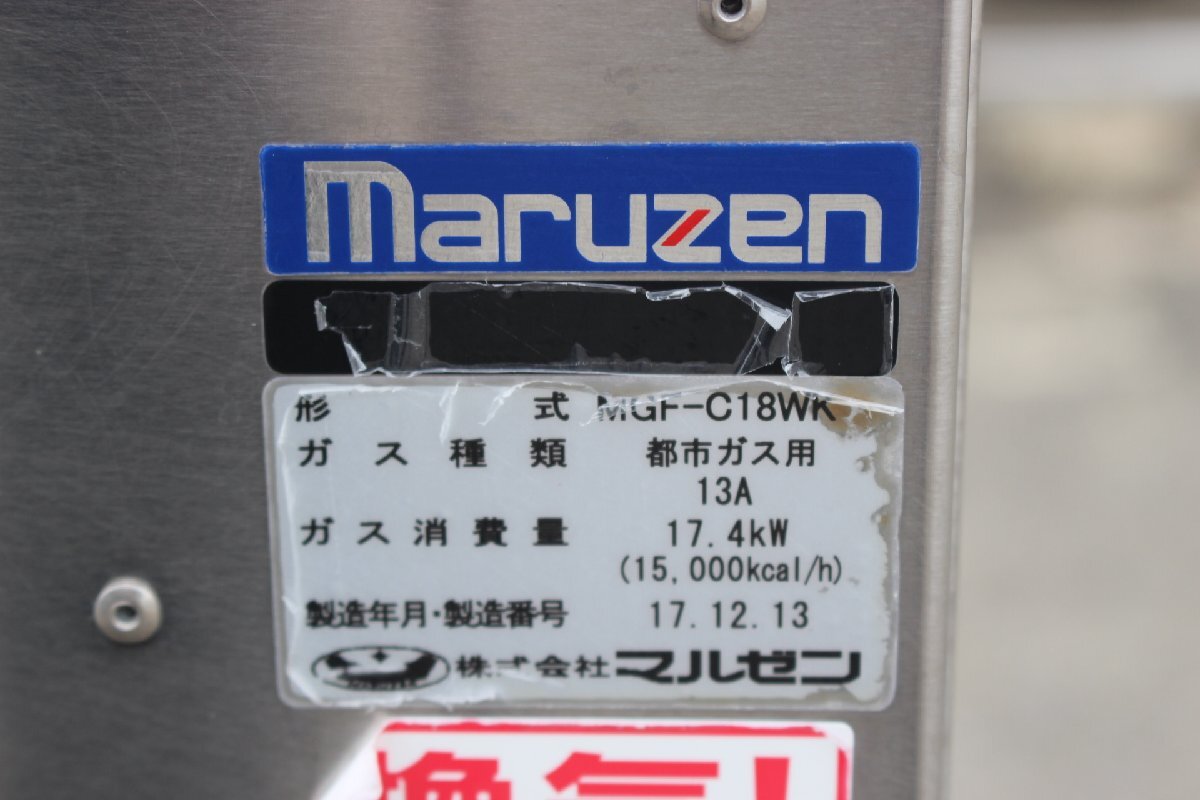 maruzen
形式 MGF-C18WK
ガス種類 都市ガス用
13A
ガス消費量 17.4kW
(15,000kcal/h)
製造年月・製造番号 17.12.13
株式会社マルゼン
換気!